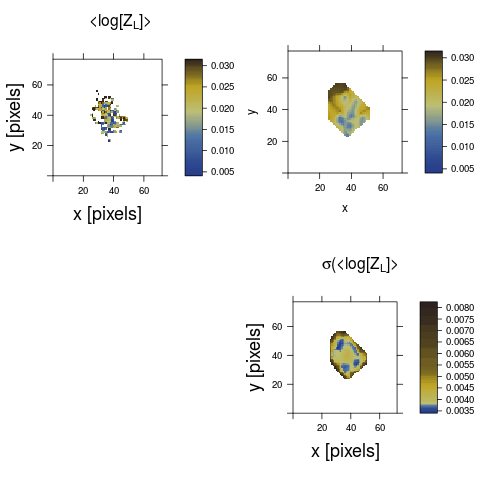 <log[Z_L]>
60
40
20
y [pixels]
20 40 60
x [pixels]
0.030
0.025
0.020
0.015
0.010
0.005
60
40
20
y
20 40 60
x
0.030
0.025
0.020
0.015
0.010
0.005
σ(<log[Z_L]>
60
40
20
y [pixels]
20 40 60
x [pixels]
0.0080
0.0075
0.0070
0.0065
0.0060
0.0055
0.0050
0.0045
0.0040
0.0035